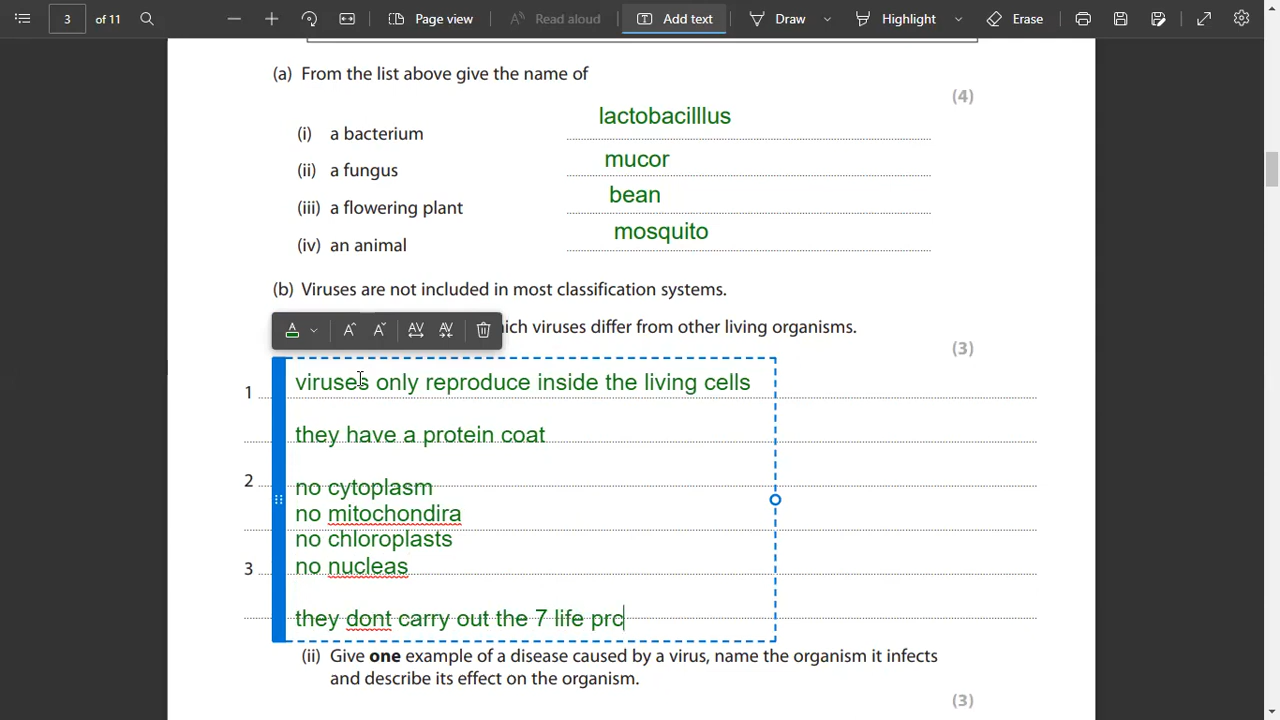 3 of 11 Page view Read aloud Add text Draw Highlight Erase
(a) From the list above give the name of
(4)
(i) a bacterium lactobacilllus
(ii) a fungus mucor
(iii) a flowering plant bean
(iv) an animal mosquito
(b) Viruses are not included in most classification systems.
hich viruses differ from other living organisms.
(3)
1 viruses only reproduce inside the living cells
they have a protein coat
2 no cytoplasm
no mitochondira
no chloroplasts
3 no nucleas
they dont carry out the 7 life prc
(ii) Give one example of a disease caused by a virus, name the organism it infects
and describe its effect on the organism.
(3)